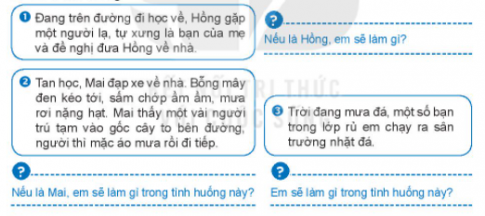 1 Đang trên đường đi học về, Hồng gặp
một người lạ, tự xưng là bạn của mẹ
và đề nghị đưa Hồng về nhà.
?
Nếu là Hồng, em sẽ làm gì?
2 Tan học, Mai đạp xe về nhà. Bỗng mây
đen kéo tới, sấm chớp ầm ầm, mưa
rơi nặng hạt. Mai thấy một vài người
trú tạm vào gốc cây to bên đường,
người thì mặc áo mưa rồi đi tiếp.
?
Nếu là Mai, em sẽ làm gì trong tình huống này?
3 Trời đang mưa đá, một số bạn
trong lớp rủ em chạy ra sân
trường nhặt đá.
?
Em sẽ làm gì trong tình huống này?
TRI THỨC